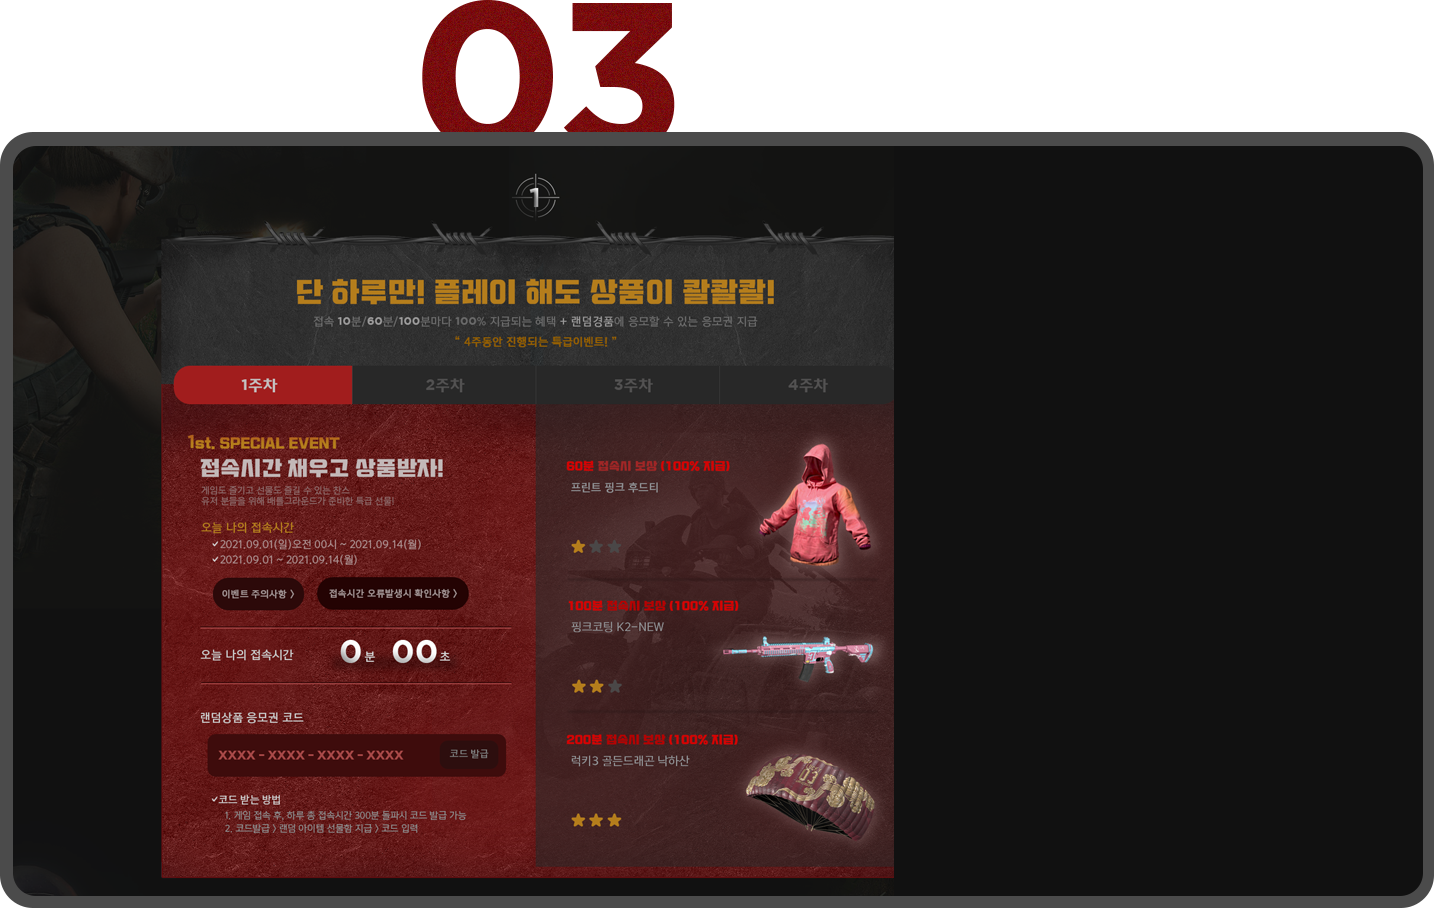 03
1
단 하루만! 플레이 해도 상품이 콸콸콸!
접속 10분/60분/100분마다 100% 지급되는 혜택 + 랜덤경품에 응모할 수 있는 응모권 지급
“ 4주동안 진행되는 특급이벤트! ”
1주차 2주차 3주차 4주차
1st. SPECIAL EVENT
접속시간 채우고 상품받자!
게임도 즐기고 선물도 즐길 수 있는 찬스
유저 분들을 위해 배틀그라운드가 준비한 특급 선물!
오늘 나의 접속시간
2021.09.01(일)오전 00시 ~ 2021.09.14(월)
2021.09.01 ~ 2021.09.14(월)
이벤트 주의사항 >
접속시간 오류발생시 확인사항 >
오늘 나의 접속시간 0분 00초
랜덤상품 응모권 코드
XXXX - XXXX - XXXX - XXXX 코드 발급
코드 받는 방법
1. 게임 접속 후, 하루 총 접속시간 300분 돌파시 코드 발급 가능
2. 코드발급 > 랜덤 아이템 선물함 지급 > 코드 입력
60분 접속시 보상 (100% 지급)
프린트 핑크 후드티
100분 접속시 보상 (100% 지급)
핑크코팅 K2-NEW
200분 접속시 보상 (100% 지급)
럭키3 골든드래곤 낙하산
03